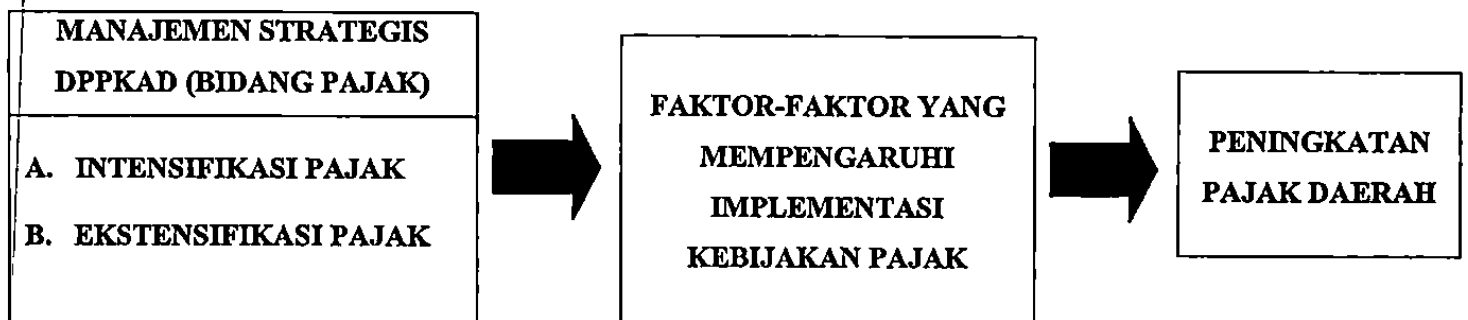 MANAJEMEN STRATEGIS
DPPKAD (BIDANG PAJAK)
A. INTENSIFIKASI PAJAK
B. EKSTENSIFIKASI PAJAK
FAKTOR-FAKTOR YANG
MEMPENGARUHI
IMPLEMENTASI
KEBIJAKAN PAJAK
PENINGKATAN
PAJAK DAERAH